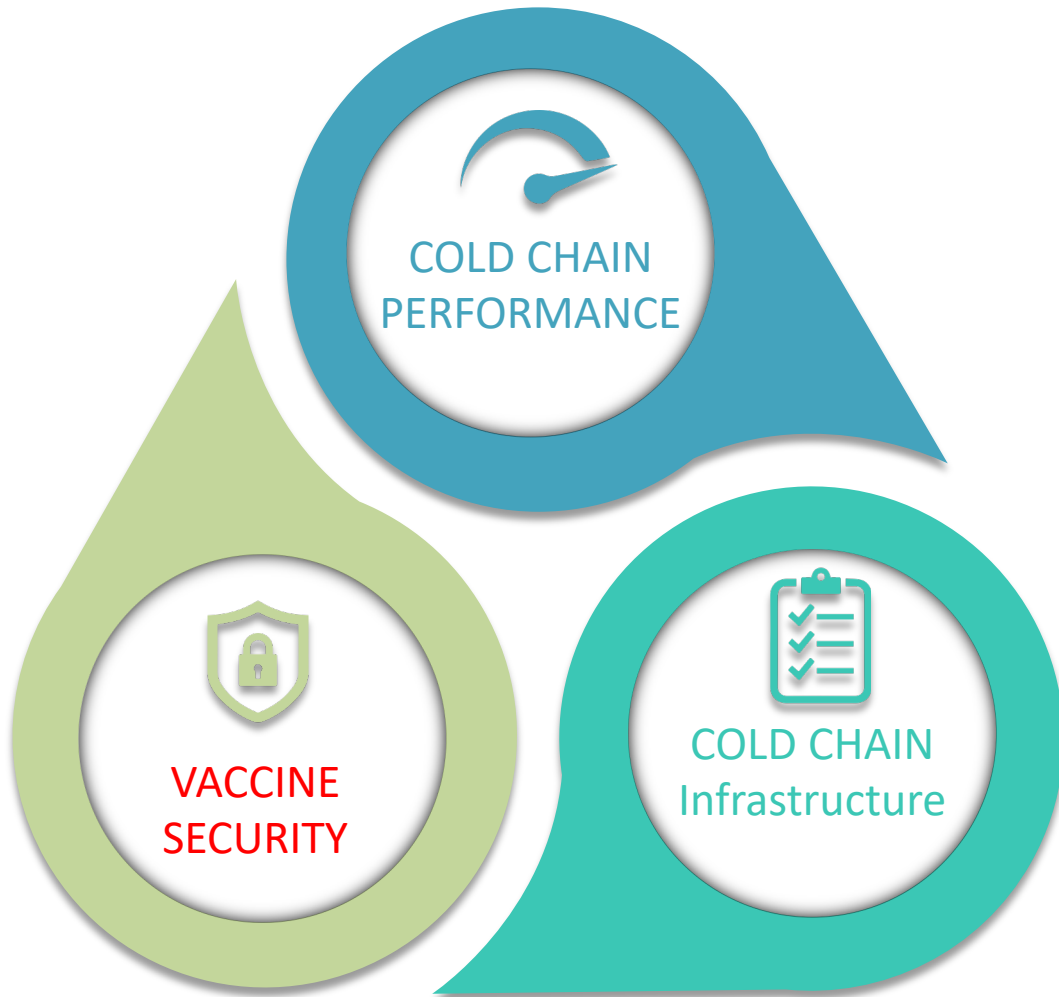 COLD CHAIN
PERFORMANCE
VACCINE
SECURITY
COLD CHAIN
Infrastructure